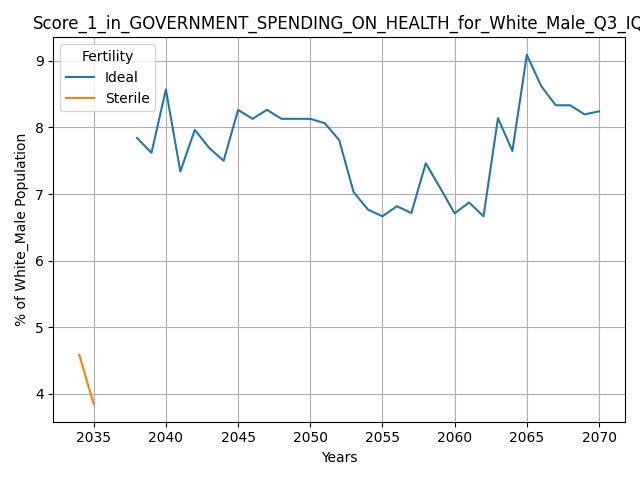 Score_1_in_GOVERNMENT_SPENDING_ON_HEALTH_for_White_Male_Q3_IQ
Fertility
Ideal
Sterile
% of White_Male Population
9
8
7
6
5
4
2035 2040 2045 2050 2055 2060 2065 2070
Years